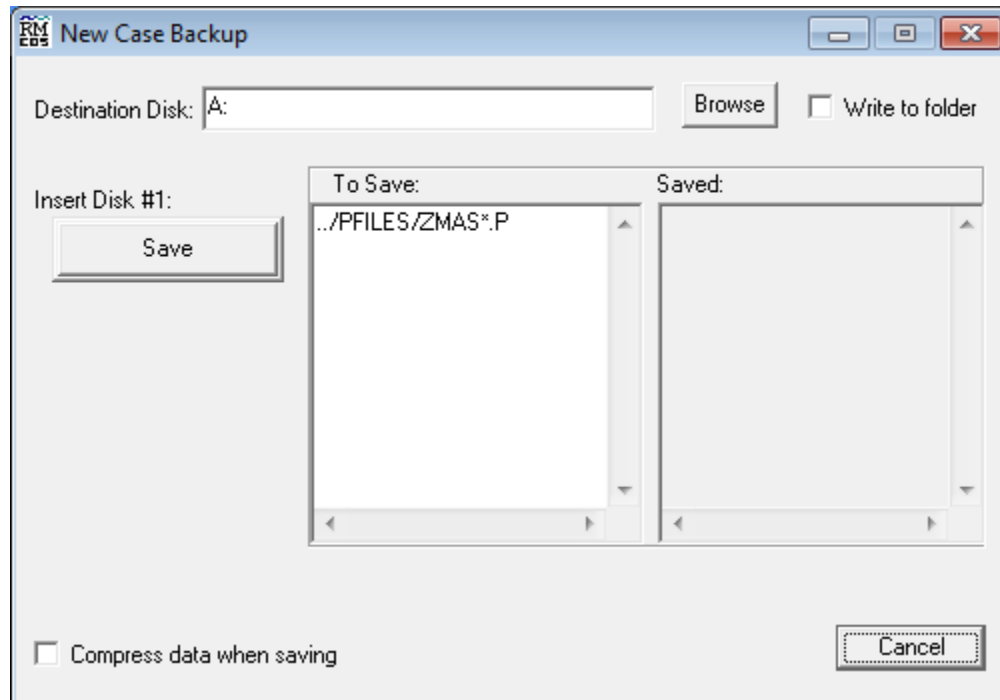 RM
COS New Case Backup
Destination Disk: A: Browse Write to folder
Insert Disk #1:
Save
To Save: Saved:
../PFILES/ZMAS*.P
Compress data when saving
Cancel